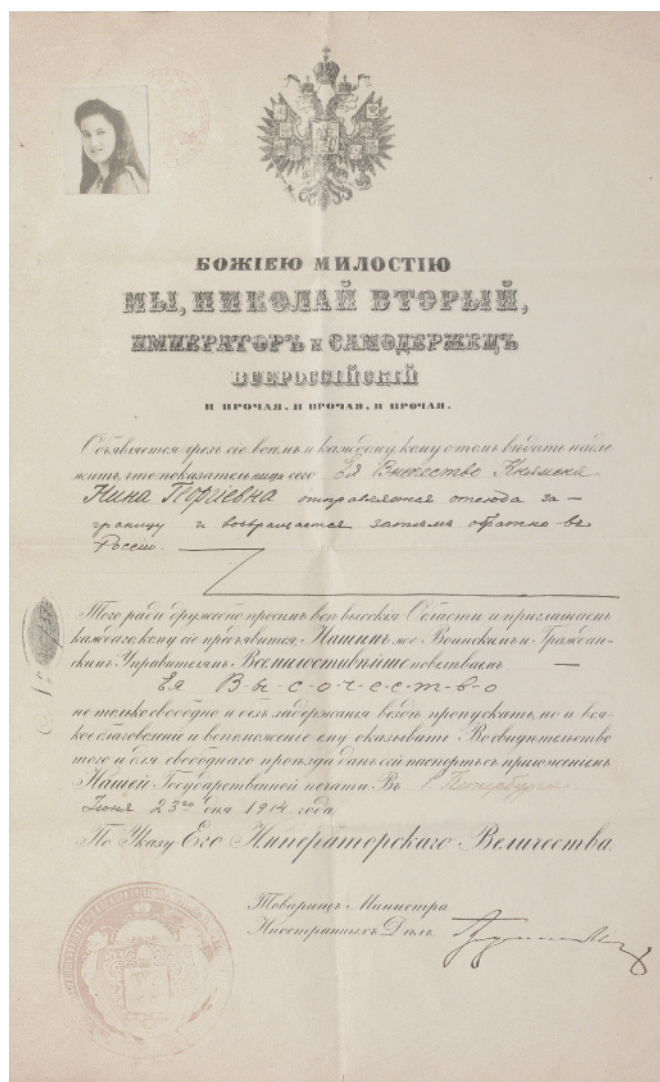 БОЖІЕЮ МИЛОСТІЮ
МЫ, НИКОЛАЙ ВТОРЫЙ,
ИМПЕРАТОРЪ и САМОДЕРЖЕЦЪ
ВСЕРОССІЙСКІЙ
И ПРОЧАЯ, И ПРОЧАЯ, И ПРОЧАЯ.
Объявляется чрезъ сіе всѣмъ и каждому, кому о томъ видать надле
житъ, что показатель сего Ея Княжна
Нина Георгіевна отправляется отсюда за–
границу и возвращается затѣмъ обратно въ
Россію.
Того ради дружебно просимъ всѣ высокія Области и приглашаемъ
каждаго, кому сіе предъявится, Нашимъ же Воинскимъ и Граждан–
скимъ Управителямъ Всемилостивѣйше повелѣваемъ —
Ея В-ы-с-о-ч-е-с-т-в-о
не только свободно и безъ задержанія вездѣ пропускать, но и вся–
кое благоволеніе и вспоможеніе ему оказывать. Во свидѣтельство
того и для свободнаго проѣзда данъ сей паспортъ съ приложеніемъ
Нашей Государственной печати. Въ С. Петербургѣ
Іюня 23го дня 1914 года
По Указу Его Императорскаго Величества.
Товарищъ Министра
Иностранныхъ Дѣлъ